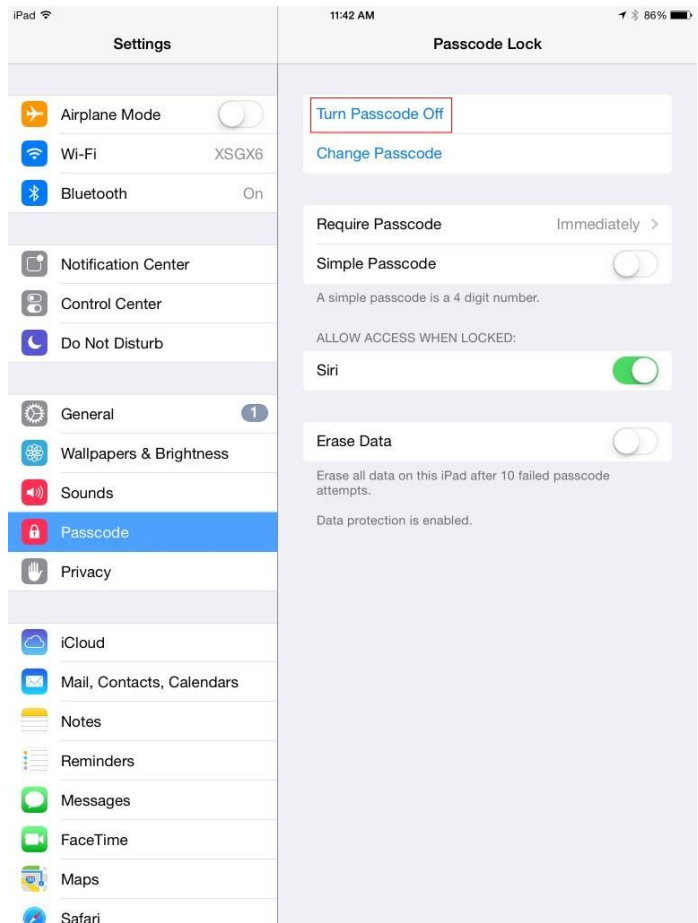 iPad
11:42 AM
86%
Settings
Passcode Lock
Airplane Mode
Wi-Fi
XSGX6
Bluetooth
On
Notification Center
Control Center
Do Not Disturb
General
1
Wallpapers & Brightness
Sounds
Passcode
Privacy
iCloud
Mail, Contacts, Calendars
Notes
Reminders
Messages
FaceTime
Maps
Safari
Turn Passcode Off
Change Passcode
Require Passcode
Immediately
Simple Passcode
A simple passcode is a 4 digit number.
ALLOW ACCESS WHEN LOCKED:
Siri
Erase Data
Erase all data on this iPad after 10 failed passcode
attempts.
Data protection is enabled.